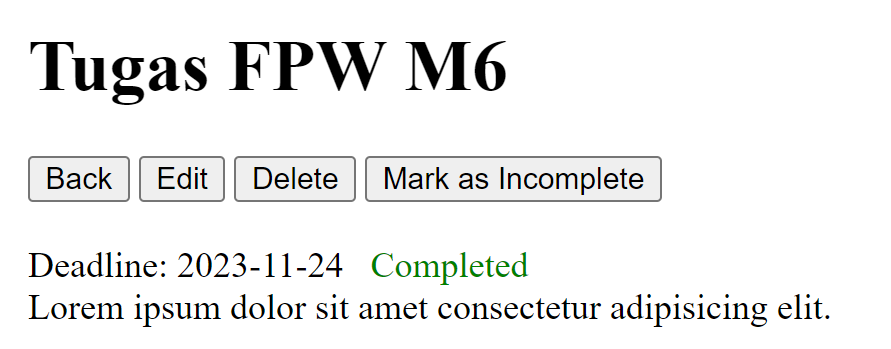 Tugas FPW M6
Back Edit Delete Mark as Incomplete
Deadline: 2023-11-24 Completed
Lorem ipsum dolor sit amet consectetur adipisicing elit.